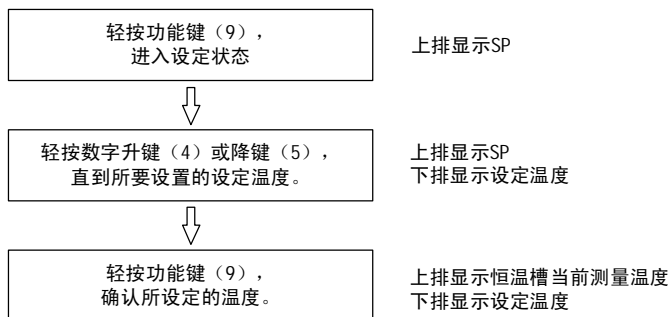 轻按功能键（9），
进入设定状态
上排显示SP
轻按数字升键（4）或降键（5），
直到所要设置的设定温度。
上排显示SP
下排显示设定温度
轻按功能键（9），
确认所设定的温度。
上排显示恒温槽当前测量温度
下排显示设定温度